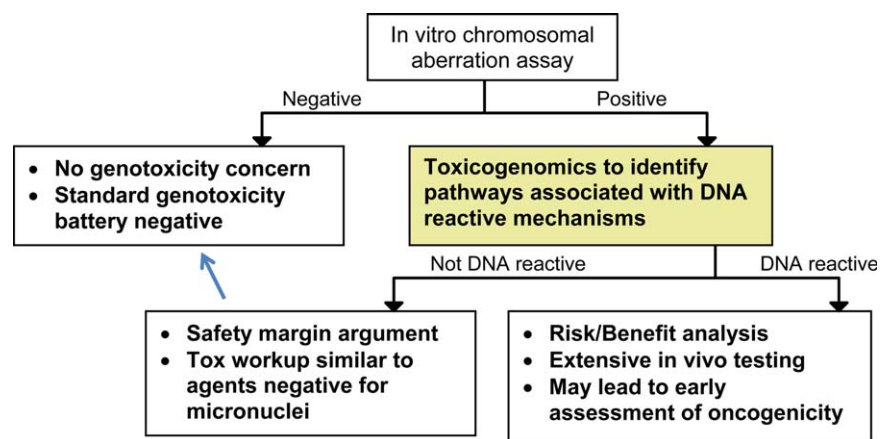 In vitro chromosomal
aberration assay
Negative
Positive
• No genotoxicity concern
• Standard genotoxicity
battery negative
Toxicogenomics to identify
pathways associated with DNA
reactive mechanisms
Not DNA reactive
DNA reactive
• Safety margin argument
• Tox workup similar to
agents negative for
micronuclei
• Risk/Benefit analysis
• Extensive in vivo testing
• May lead to early
assessment of oncogenicity